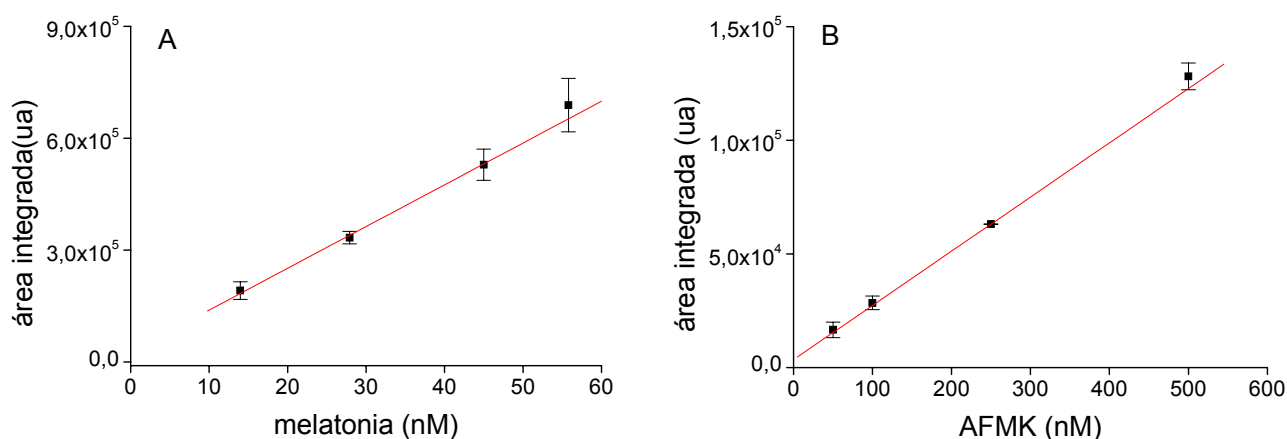 A
9,0x10⁵
6,0x10⁵
3,0x10⁵
0,0
0 10 20 30 40 50 60
área integrada(ua)
melatonia (nM)
B
1,5x10⁵
1,0x10⁵
5,0x10⁴
0,0
0 100 200 300 400 500 600
área integrada (ua)
AFMK (nM)